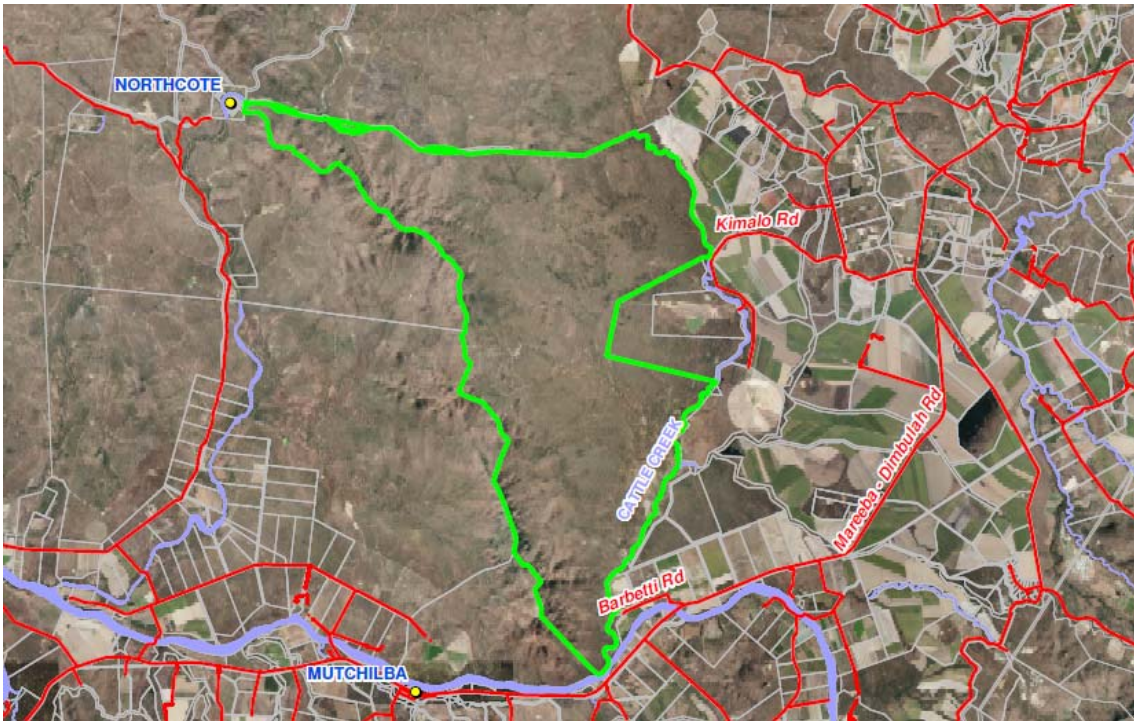 NORTHCOTE
Kimalo Rd
CATTLE CREEK
Mareeba - Dimbulah Rd
Barbetti Rd
MUTCHILBA